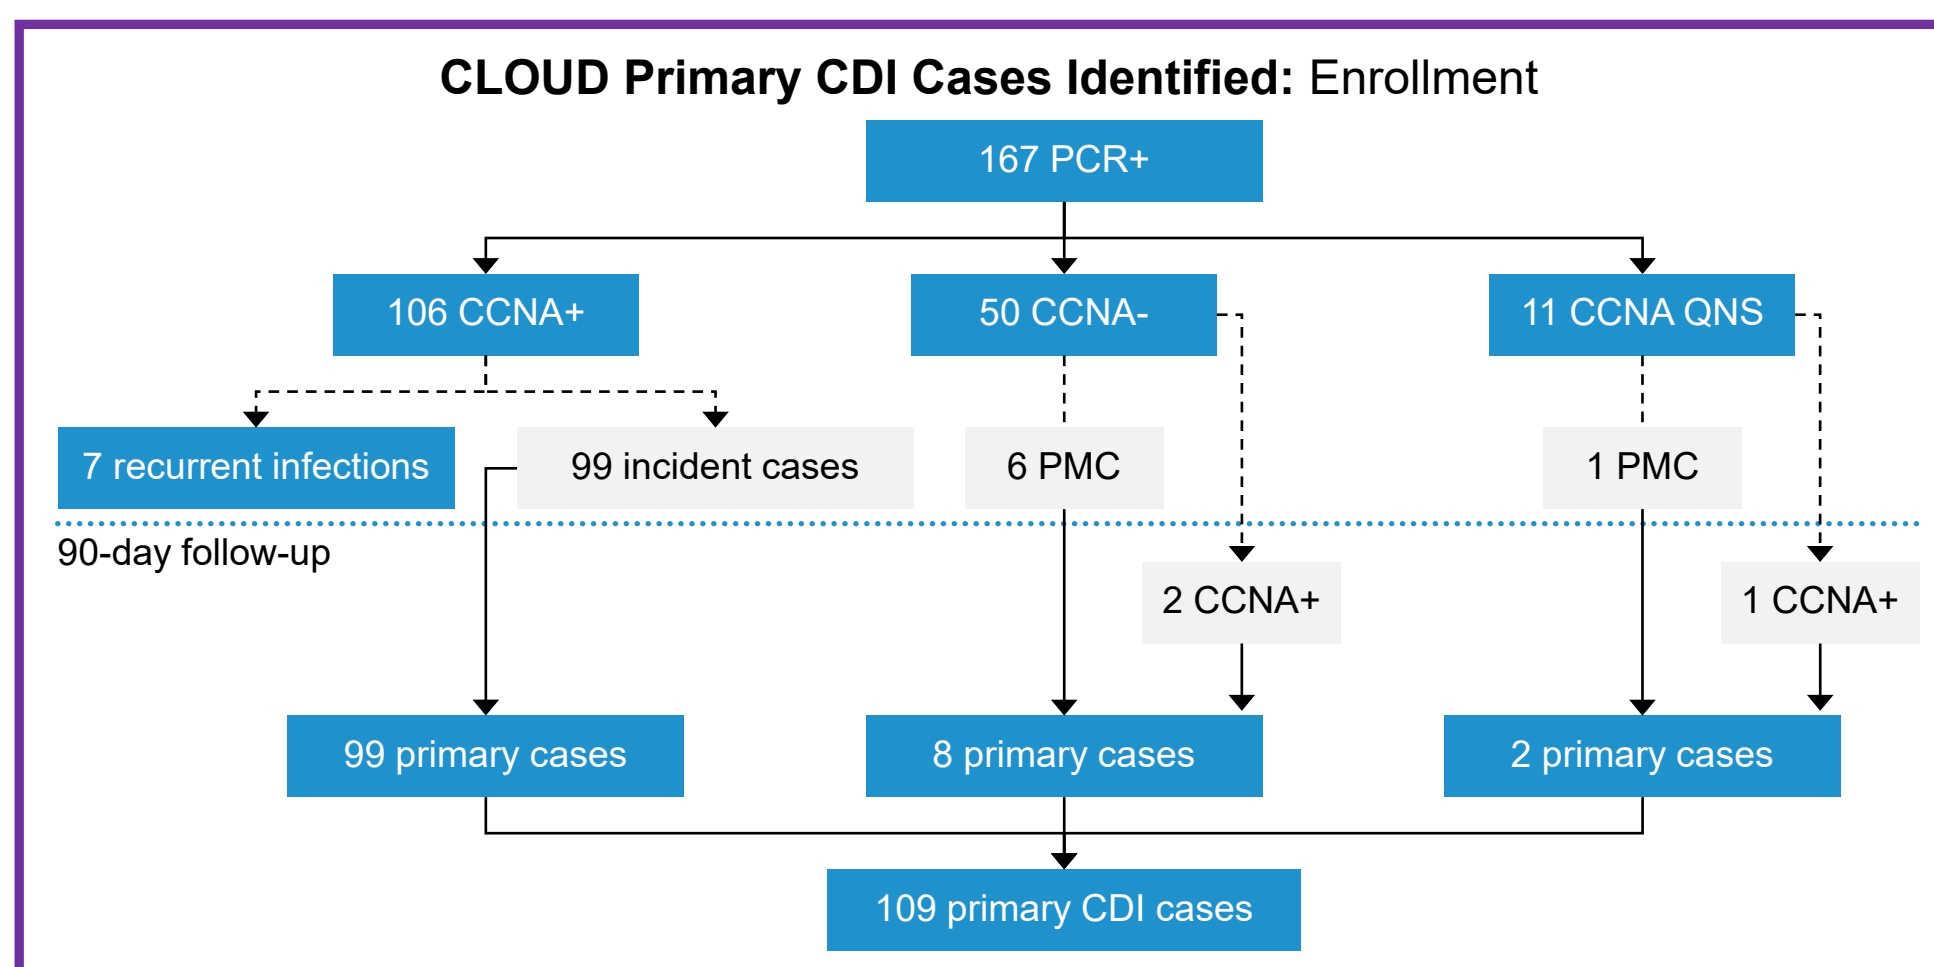 CLOUD Primary CDI Cases Identified: Enrollment
167 PCR+
106 CCNA+
50 CCNA-
11 CCNA QNS
7 recurrent infections
99 incident cases
6 PMC
1 PMC
90-day follow-up
2 CCNA+
1 CCNA+
99 primary cases
8 primary cases
2 primary cases
109 primary CDI cases